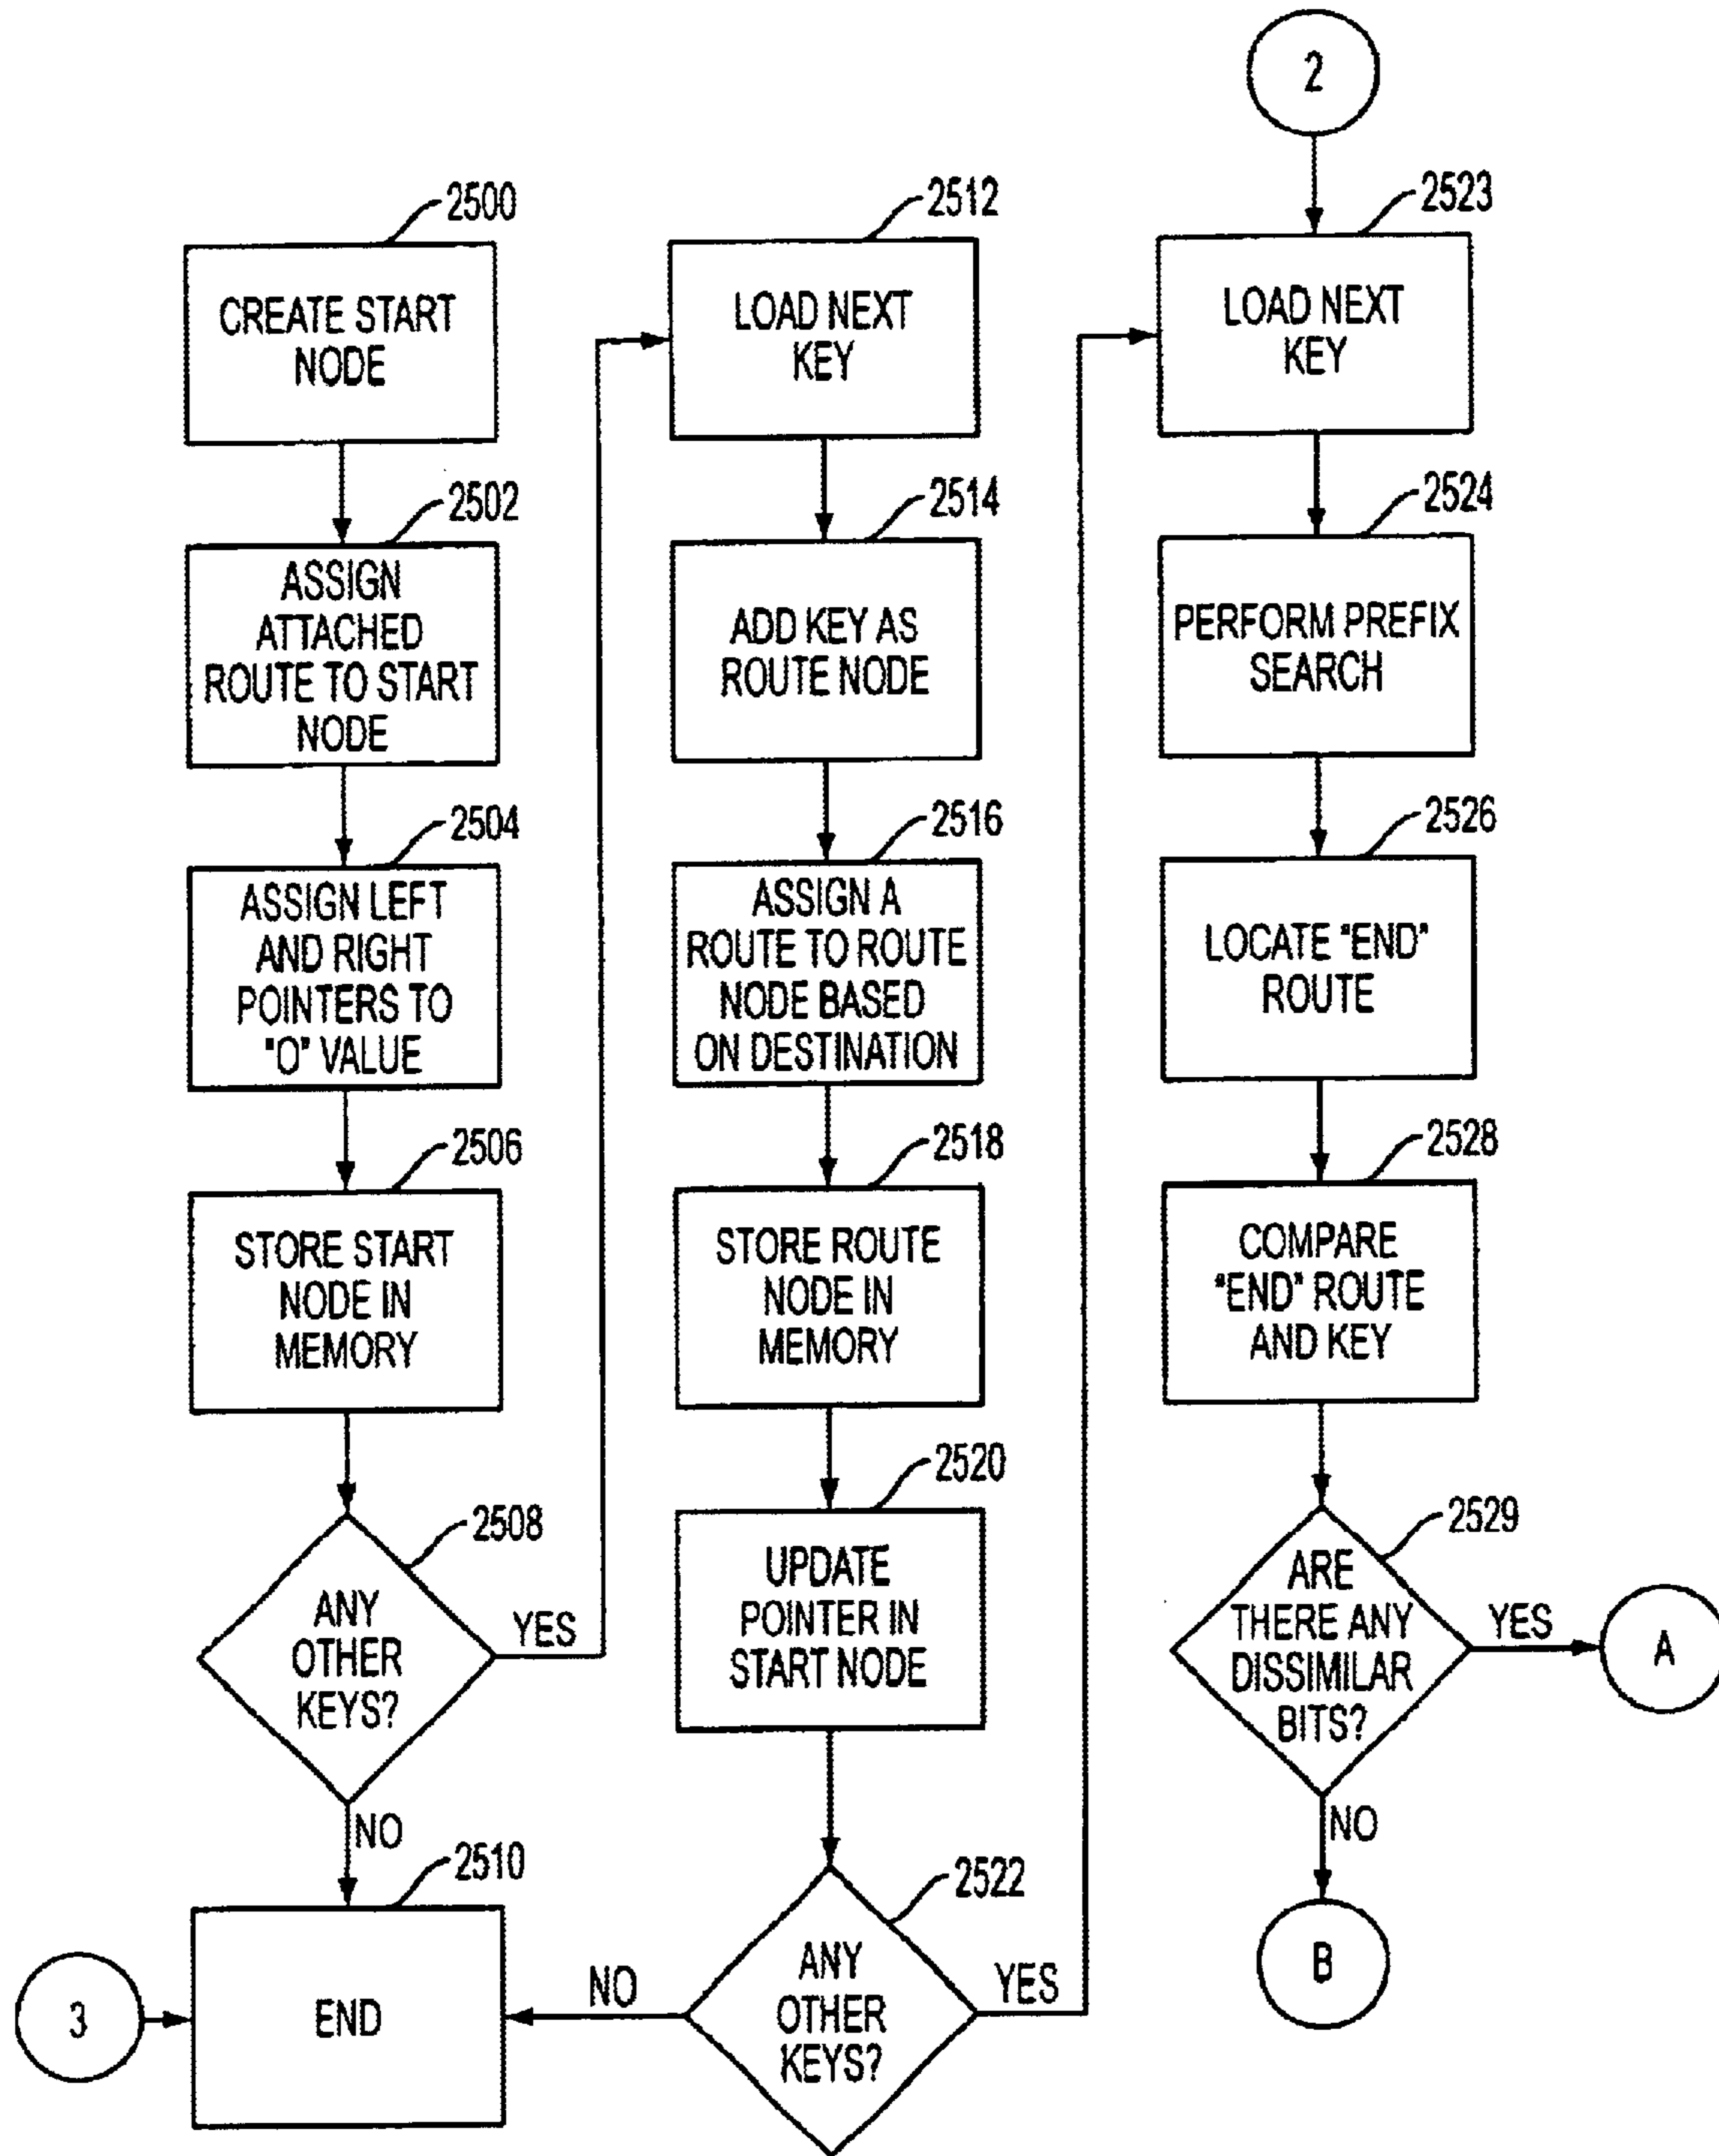 2500
CREATE START
NODE
2502
ASSIGN
ATTACHED
ROUTE TO START
NODE
2504
ASSIGN LEFT
AND RIGHT
POINTERS TO
"0" VALUE
2506
STORE START
NODE IN
MEMORY
2508
ANY
OTHER
KEYS?
YES
NO
2510
END
3
2512
LOAD NEXT
KEY
2514
ADD KEY AS
ROUTE NODE
2516
ASSIGN A
ROUTE TO ROUTE
NODE BASED
ON DESTINATION
2518
STORE ROUTE
NODE IN
MEMORY
2520
UPDATE
POINTER IN
START NODE
2522
ANY
OTHER
KEYS?
NO
YES
2
2523
LOAD NEXT
KEY
2524
PERFORM PREFIX
SEARCH
2526
LOCATE "END"
ROUTE
2528
COMPARE
"END" ROUTE
AND KEY
2529
ARE
THERE ANY
DISSIMILAR
BITS?
YES
A
NO
B